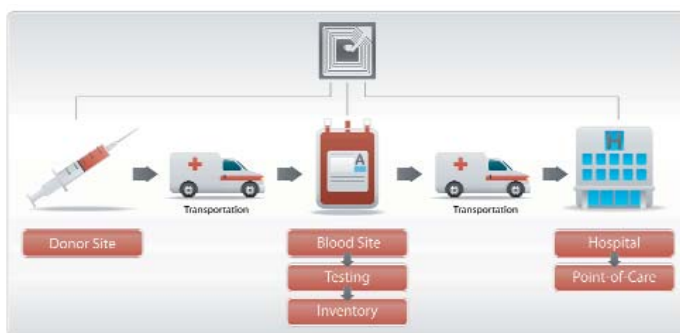 A
H
Transportation
Transportation
Donor Site
Blood Site
Hospital
Testing
Point-of-Care
Inventory